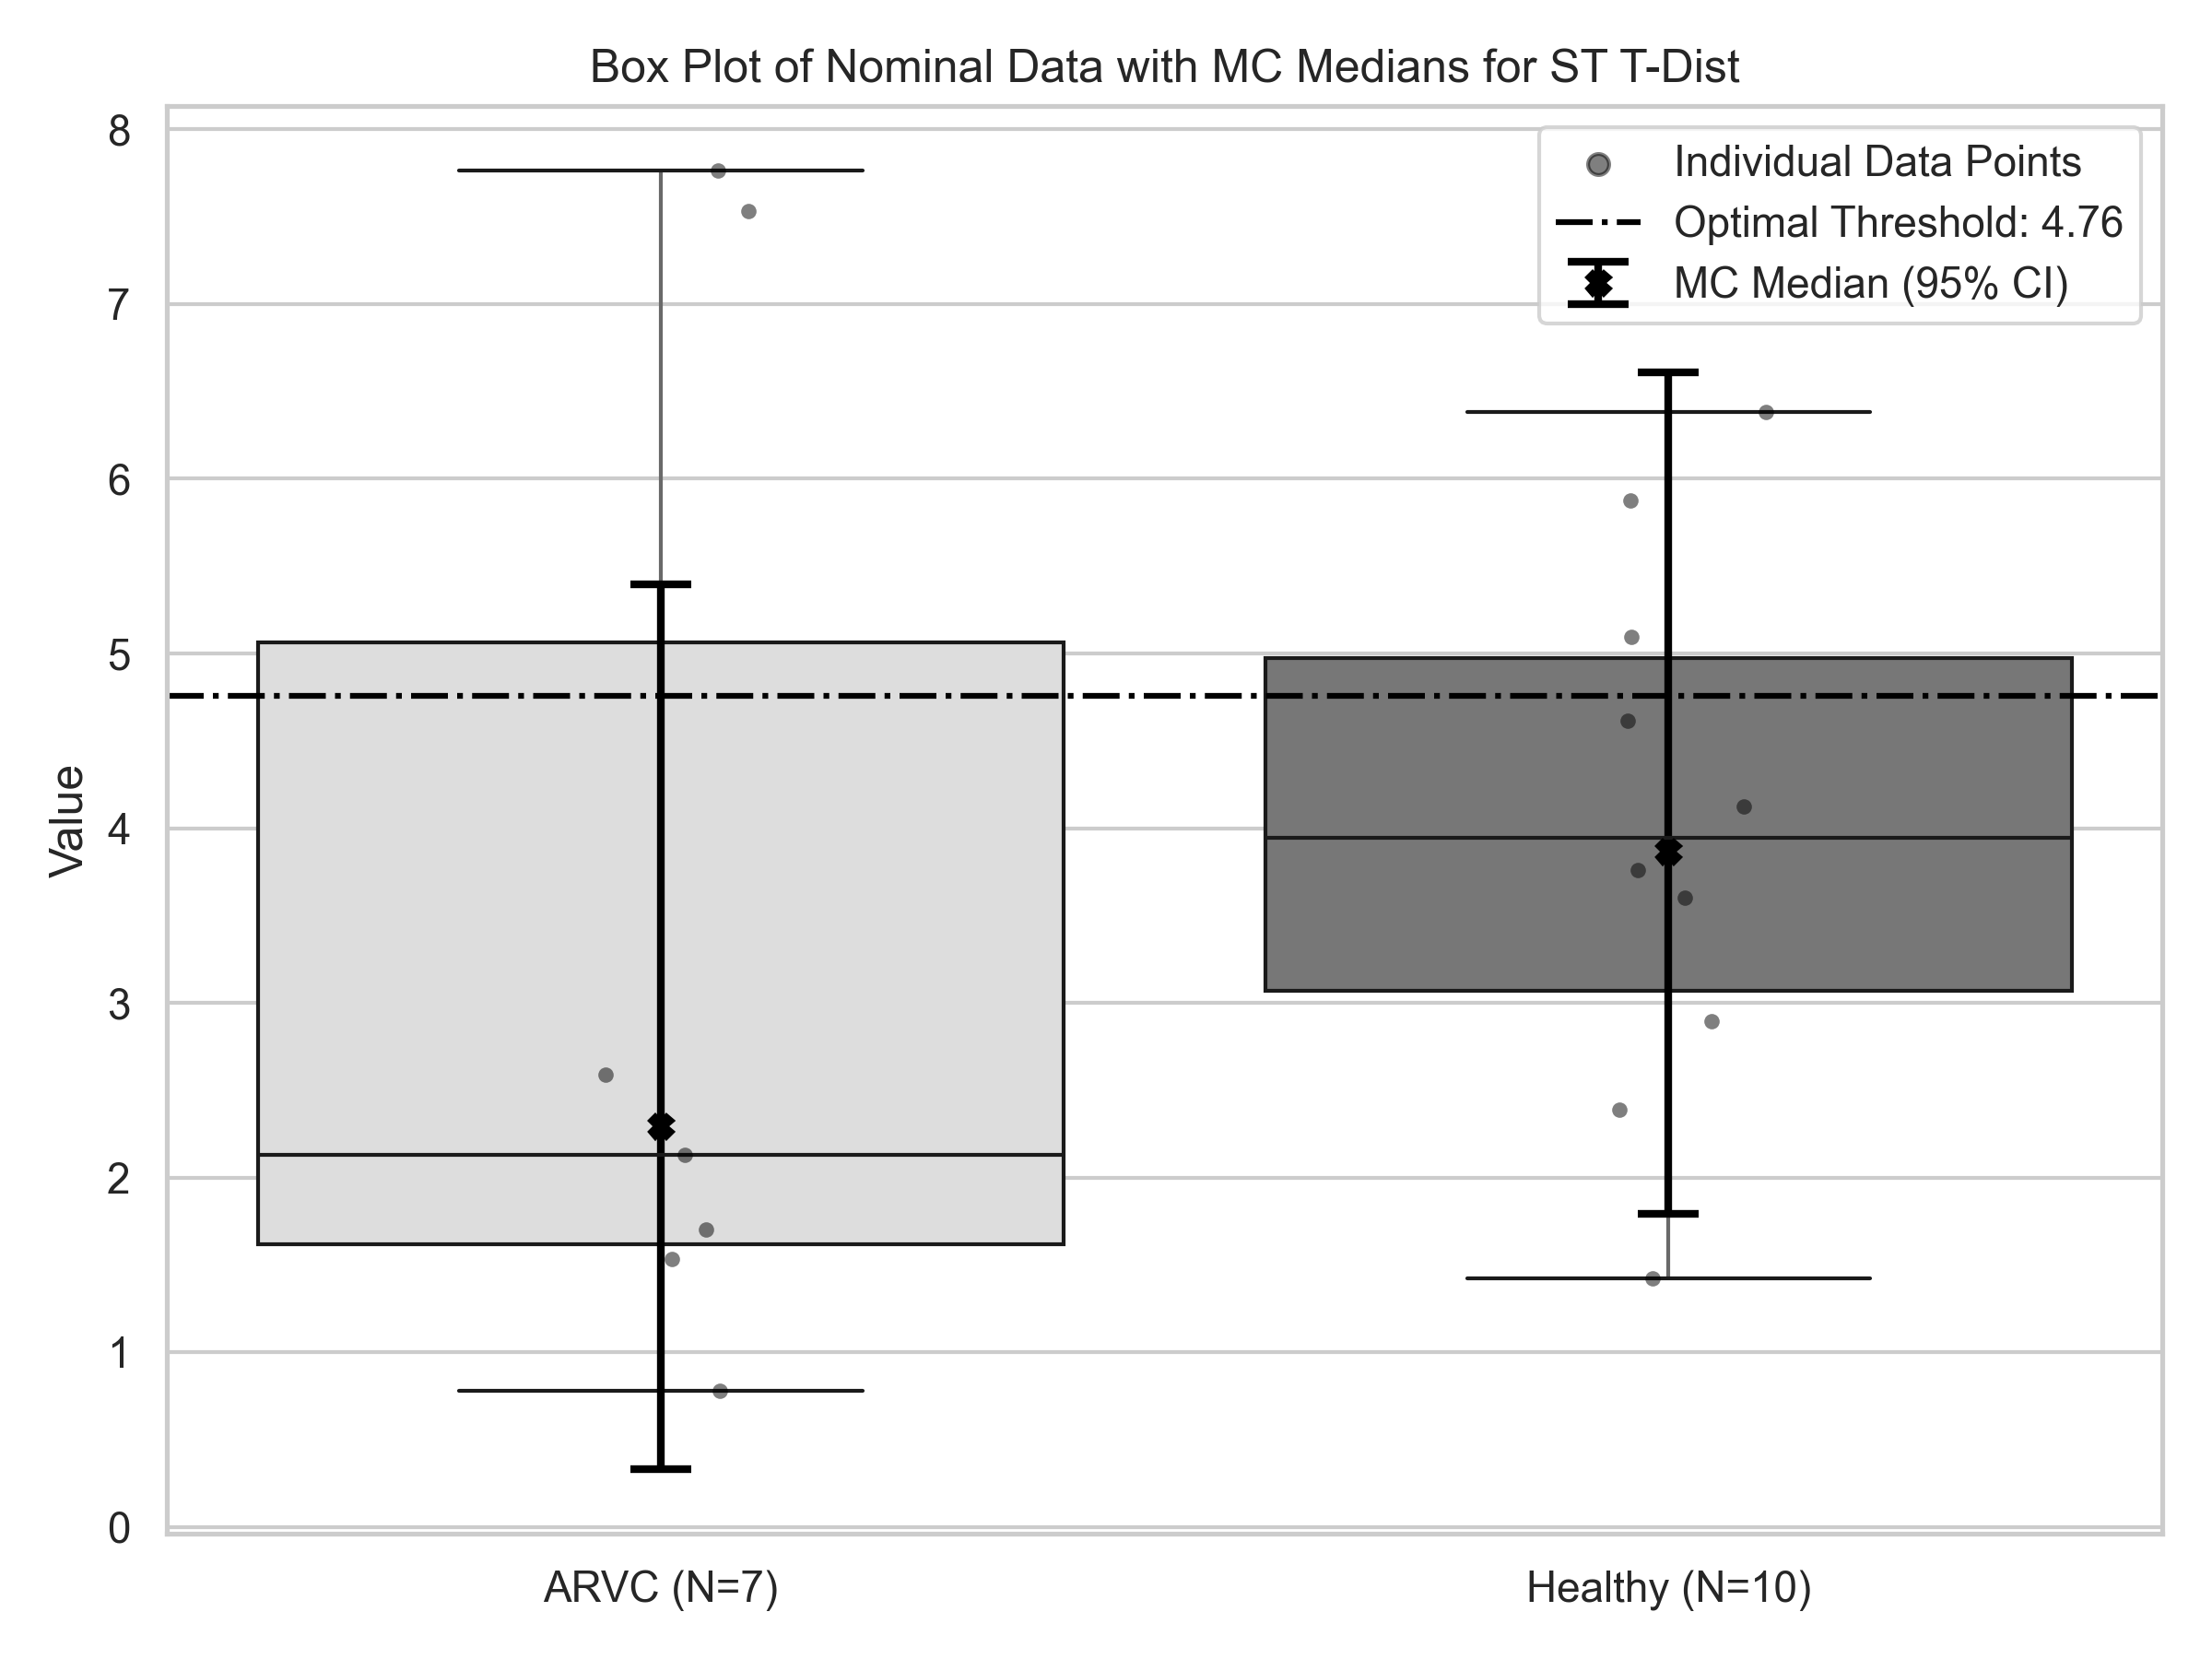 Box Plot of Nominal Data with MC Medians for ST T-Dist
Individual Data Points
Optimal Threshold: 4.76
MC Median (95% CI)
Value
8
7
6
5
4
3
2
1
0
ARVC (N=7)
Healthy (N=10)